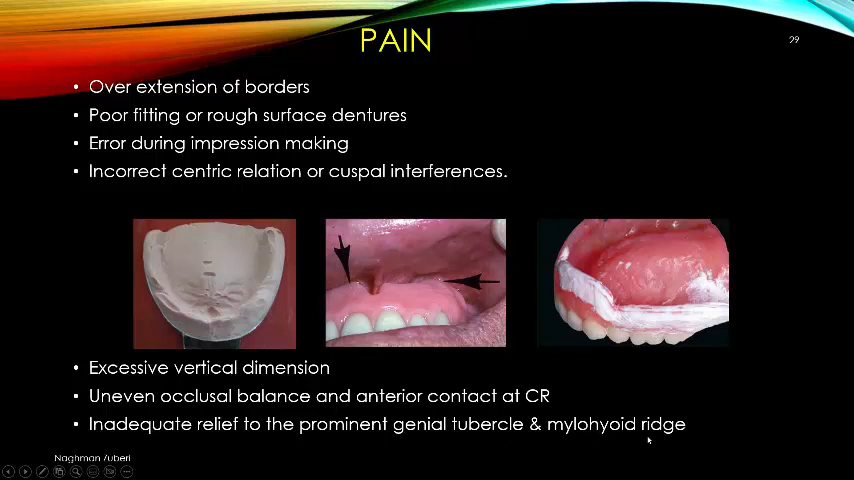 PAIN
29
• Over extension of borders
• Poor fitting or rough surface dentures
• Error during impression making
• Incorrect centric relation or cuspal interferences.
• Excessive vertical dimension
• Uneven occlusal balance and anterior contact at CR
• Inadequate relief to the prominent genial tubercle & mylohyoid ridge
Naghman Zuberi